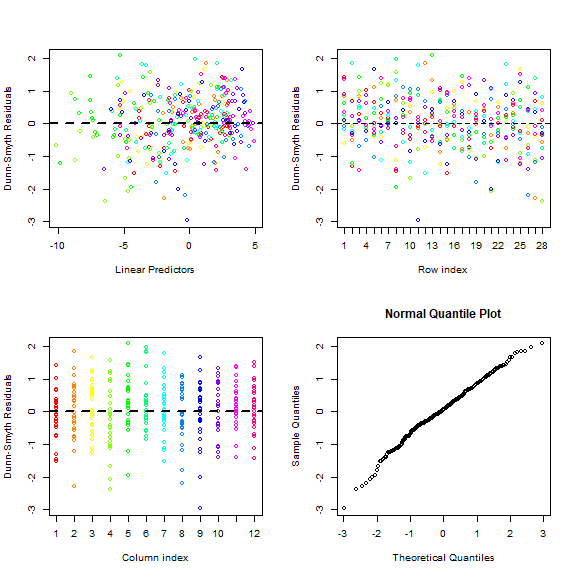 Dunn-Smyth Residuals
2
1
0
-1
-2
-3
-10 -5 0 5
Linear Predictors
Dunn-Smyth Residuals
2
1
0
-1
-2
-3
1 4 7 10 13 16 19 22 25 28
Row index
Dunn-Smyth Residuals
2
1
0
-1
-2
-3
1 2 3 4 5 6 7 8 9 10 12
Column index
Normal Quantile Plot
Sample Quantiles
2
1
0
-1
-2
-3
-3 -2 -1 0 1 2 3
Theoretical Quantiles